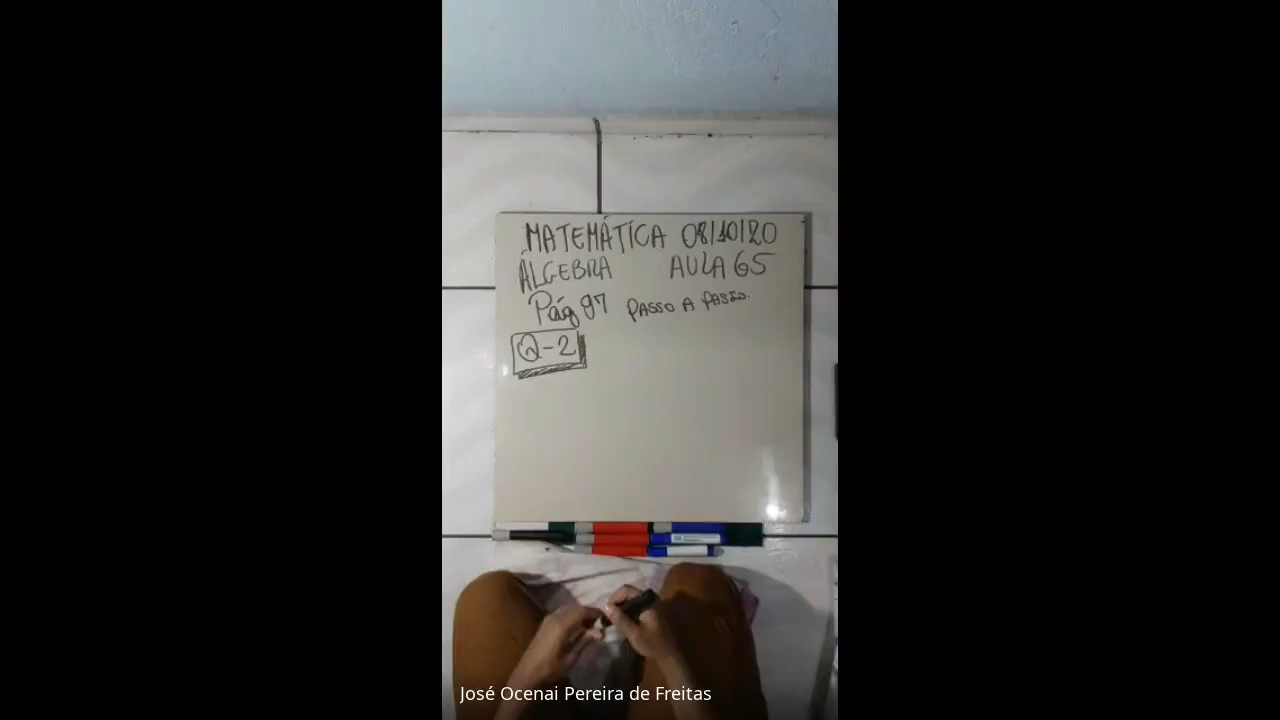 MATEMÁTICA 08/10/20
ÁLGEBRA AULA 65
Pág 97 PASSO A PASSO.
Q-2
José Ocenai Pereira de Freitas